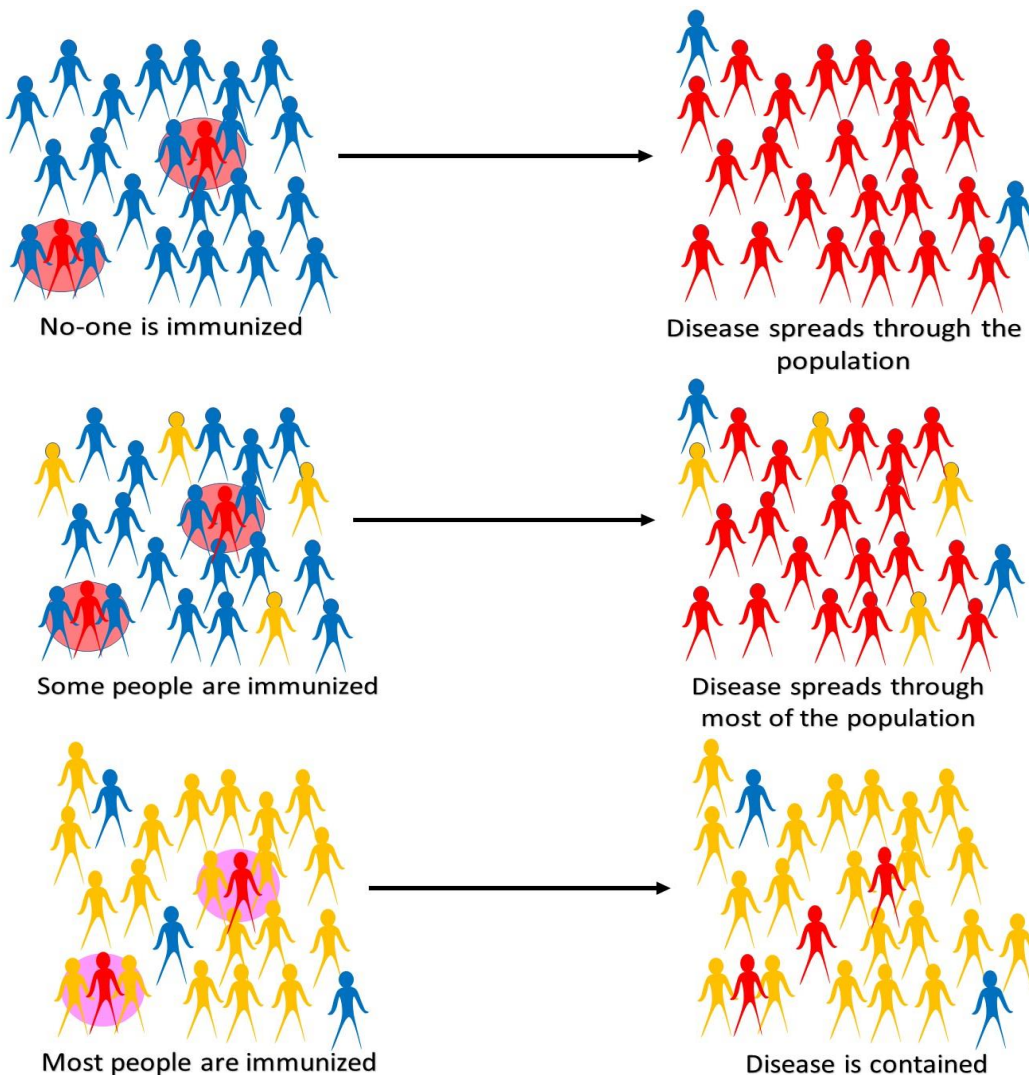 No-one is immunized
Disease spreads through the
population
Some people are immunized
Disease spreads through
most of the population
Most people are immunized
Disease is contained